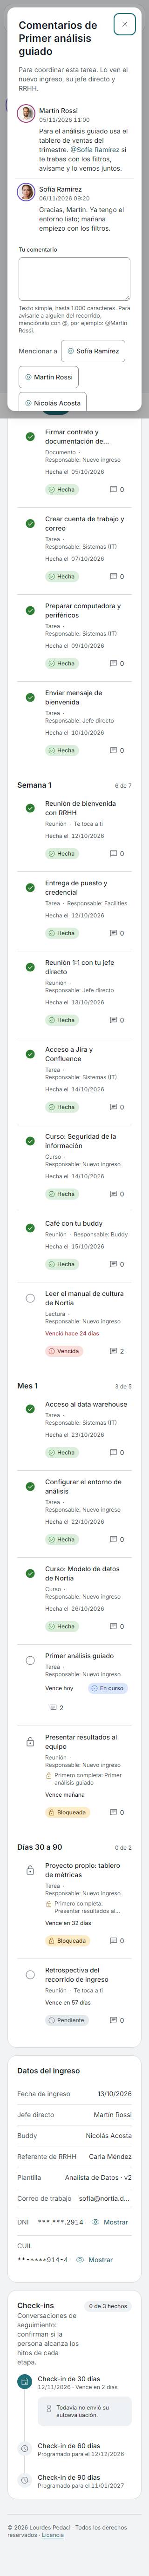 Comentarios de
Primer análisis
guiado
Para coordinar esta tarea. Lo ven el
nuevo ingreso, su jefe directo y
RRHH.
Martín Rossi
05/11/2026 11:00
Para el análisis guiado usa el
tablero de ventas del
trimestre. @Sofía Ramírez si
te trabas con los filtros,
avisame y lo vemos juntos.
Sofía Ramírez
06/11/2026 09:20
Gracias, Martín. Ya tengo el
entorno listo; mañana
empiezo con los filtros.
Tu comentario
Texto simple, hasta 1.000 caracteres. Para
avisarle a alguien del recorrido,
mencionalo con @, por ejemplo: @Martín
Rossi.
Mencionar a
@ Sofía Ramírez
@ Martín Rossi
@ Nicolás Acosta
Firmar contrato y
documentación de...
Documento ·
Responsable: Nuevo ingreso
Hecha el 05/10/2026
Hecha
0
Crear cuenta de trabajo y
correo
Tarea ·
Responsable: Sistemas (IT)
Hecha el 07/10/2026
Hecha
0
Preparar computadora y
periféricos
Tarea ·
Responsable: Sistemas (IT)
Hecha el 09/10/2026
Hecha
0
Enviar mensaje de
bienvenida
Tarea ·
Responsable: Jefe directo
Hecha el 10/10/2026
Hecha
0
Semana 1
6 de 7
Reunión de bienvenida
con RRHH
Reunión · Te toca a ti
Hecha el 12/10/2026
Hecha
0
Entrega de puesto y
credencial
Tarea · Responsable: Facilities
Hecha el 12/10/2026
Hecha
0
Reunión 1:1 con tu jefe
directo
Reunión ·
Responsable: Jefe directo
Hecha el 13/10/2026
Hecha
0
Acceso a Jira y
Confluence
Tarea ·
Responsable: Sistemas (IT)
Hecha el 14/10/2026
Hecha
0
Curso: Seguridad de la
información
Curso ·
Responsable: Nuevo ingreso
Hecha el 14/10/2026
Hecha
0
Café con tu buddy
Reunión · Responsable: Buddy
Hecha el 15/10/2026
Hecha
0
Leer el manual de cultura
de Nortia
Lectura ·
Responsable: Nuevo ingreso
Venció hace 24 días
Vencida
2
Mes 1
3 de 5
Acceso al data warehouse
Tarea ·
Responsable: Sistemas (IT)
Hecha el 23/10/2026
Hecha
0
Configurar el entorno de
análisis
Tarea ·
Responsable: Nuevo ingreso
Hecha el 22/10/2026
Hecha
0
Curso: Modelo de datos
de Nortia
Curso ·
Responsable: Nuevo ingreso
Hecha el 26/10/2026
Hecha
0
Primer análisis guiado
Tarea ·
Responsable: Nuevo ingreso
Vence hoy
En curso
2
Presentar resultados al
equipo
Reunión ·
Responsable: Nuevo ingreso
Primero completa: Primer
análisis guiado
Vence mañana
Bloqueada
0
Días 30 a 90
0 de 2
Proyecto propio: tablero
de métricas
Tarea ·
Responsable: Nuevo ingreso
Primero completa:
Presentar resultados al...
Vence en 32 días
Bloqueada
0
Retrospectiva del
recorrido de ingreso
Reunión · Te toca a ti
Vence en 57 días
Pendiente
0
Datos del ingreso
Fecha de ingreso
13/10/2026
Jefe directo
Martín Rossi
Buddy
Nicolás Acosta
Referente de RRHH
Carla Méndez
Plantilla
Analista de Datos · v2
Correo de trabajo
sofia@nortia.d...
DNI
***.***.2914
Mostrar
CUIL
**-****914-4
Mostrar
Check-ins
0 de 3 hechos
Conversaciones de
seguimiento:
confirman si la
persona alcanza los
hitos de cada
etapa.
Check-in de 30 días
12/11/2026 · Vence en 2 días
Todavía no envió su
autoevaluación.
Check-in de 60 días
Programado para el 12/12/2026
Check-in de 90 días
Programado para el 11/01/2027
© 2026 Lourdes Pedaci · Todos los derechos
reservados · Licencia